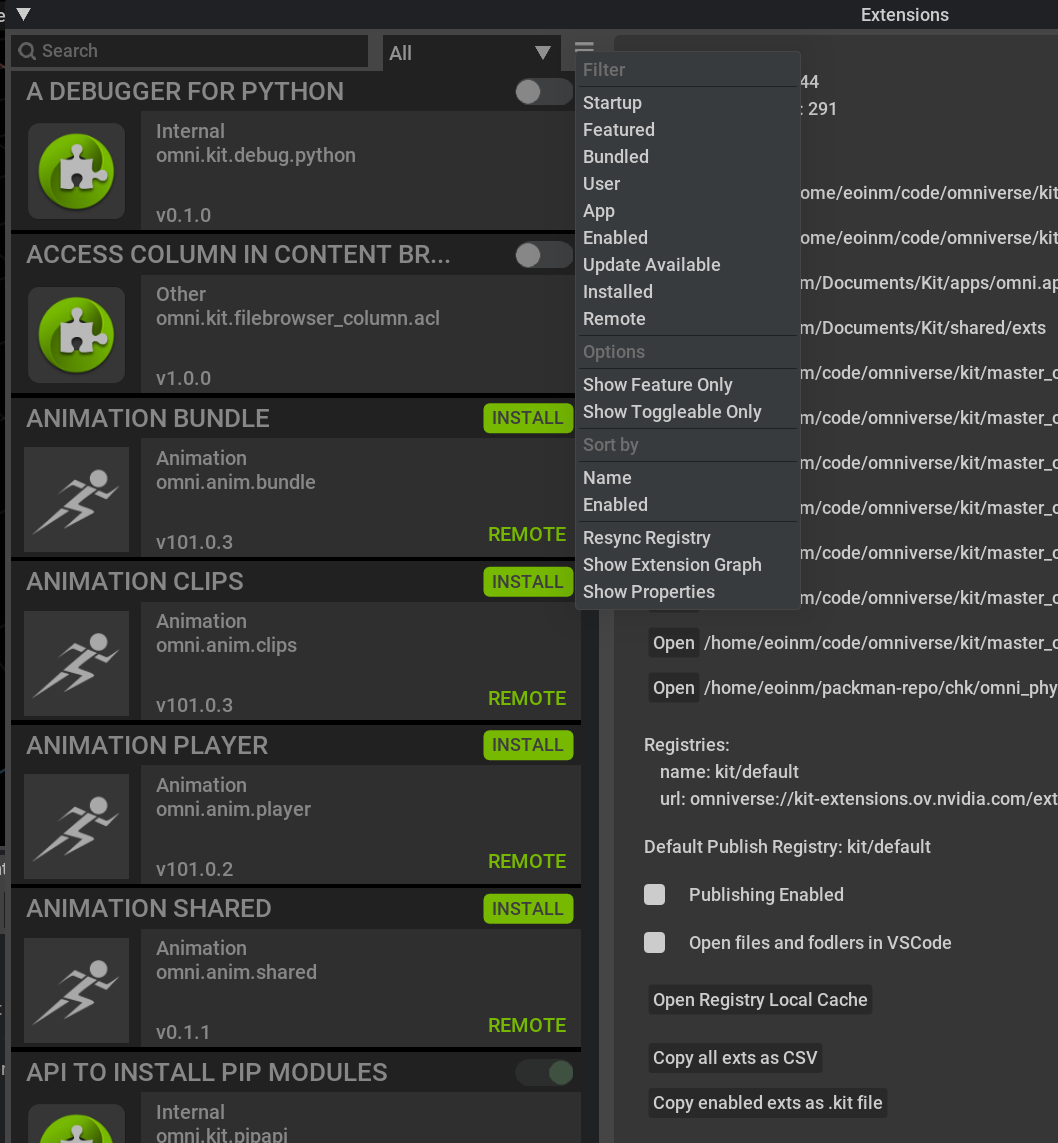 Extensions
Search
All
A DEBUGGER FOR PYTHON
Internal
omni.kit.debug.python
v0.1.0
ACCESS COLUMN IN CONTENT BR...
Other
omni.kit.filebrowser_column.acl
v1.0.0
ANIMATION BUNDLE
INSTALL
Animation
omni.anim.bundle
v101.0.3
REMOTE
ANIMATION CLIPS
INSTALL
Animation
omni.anim.clips
v101.0.3
REMOTE
ANIMATION PLAYER
INSTALL
Animation
omni.anim.player
v101.0.2
REMOTE
ANIMATION SHARED
INSTALL
Animation
omni.anim.shared
v0.1.1
REMOTE
API TO INSTALL PIP MODULES
Internal
omni.kit.pipapi
Filter
Startup
Featured
Bundled
User
App
Enabled
Update Available
Installed
Remote
Options
Show Feature Only
Show Toggleable Only
Sort by
Name
Enabled
Resync Registry
Show Extension Graph
Show Properties
44
: 291
ome/eoinm/code/omniverse/kit
ome/eoinm/code/omniverse/kit
m/Documents/Kit/apps/omni.ap
m/Documents/Kit/shared/exts
m/code/omniverse/kit/master_c
m/code/omniverse/kit/master_c
m/code/omniverse/kit/master_c
m/code/omniverse/kit/master_c
m/code/omniverse/kit/master_c
m/code/omniverse/kit/master_c
Open /home/eoinm/code/omniverse/kit/master_c
Open /home/eoinm/packman-repo/chk/omni_phy
Registries:
name: kit/default
url: omniverse://kit-extensions.ov.nvidia.com/ext
Default Publish Registry: kit/default
Publishing Enabled
Open files and fodlers in VSCode
Open Registry Local Cache
Copy all exts as CSV
Copy enabled exts as .kit file